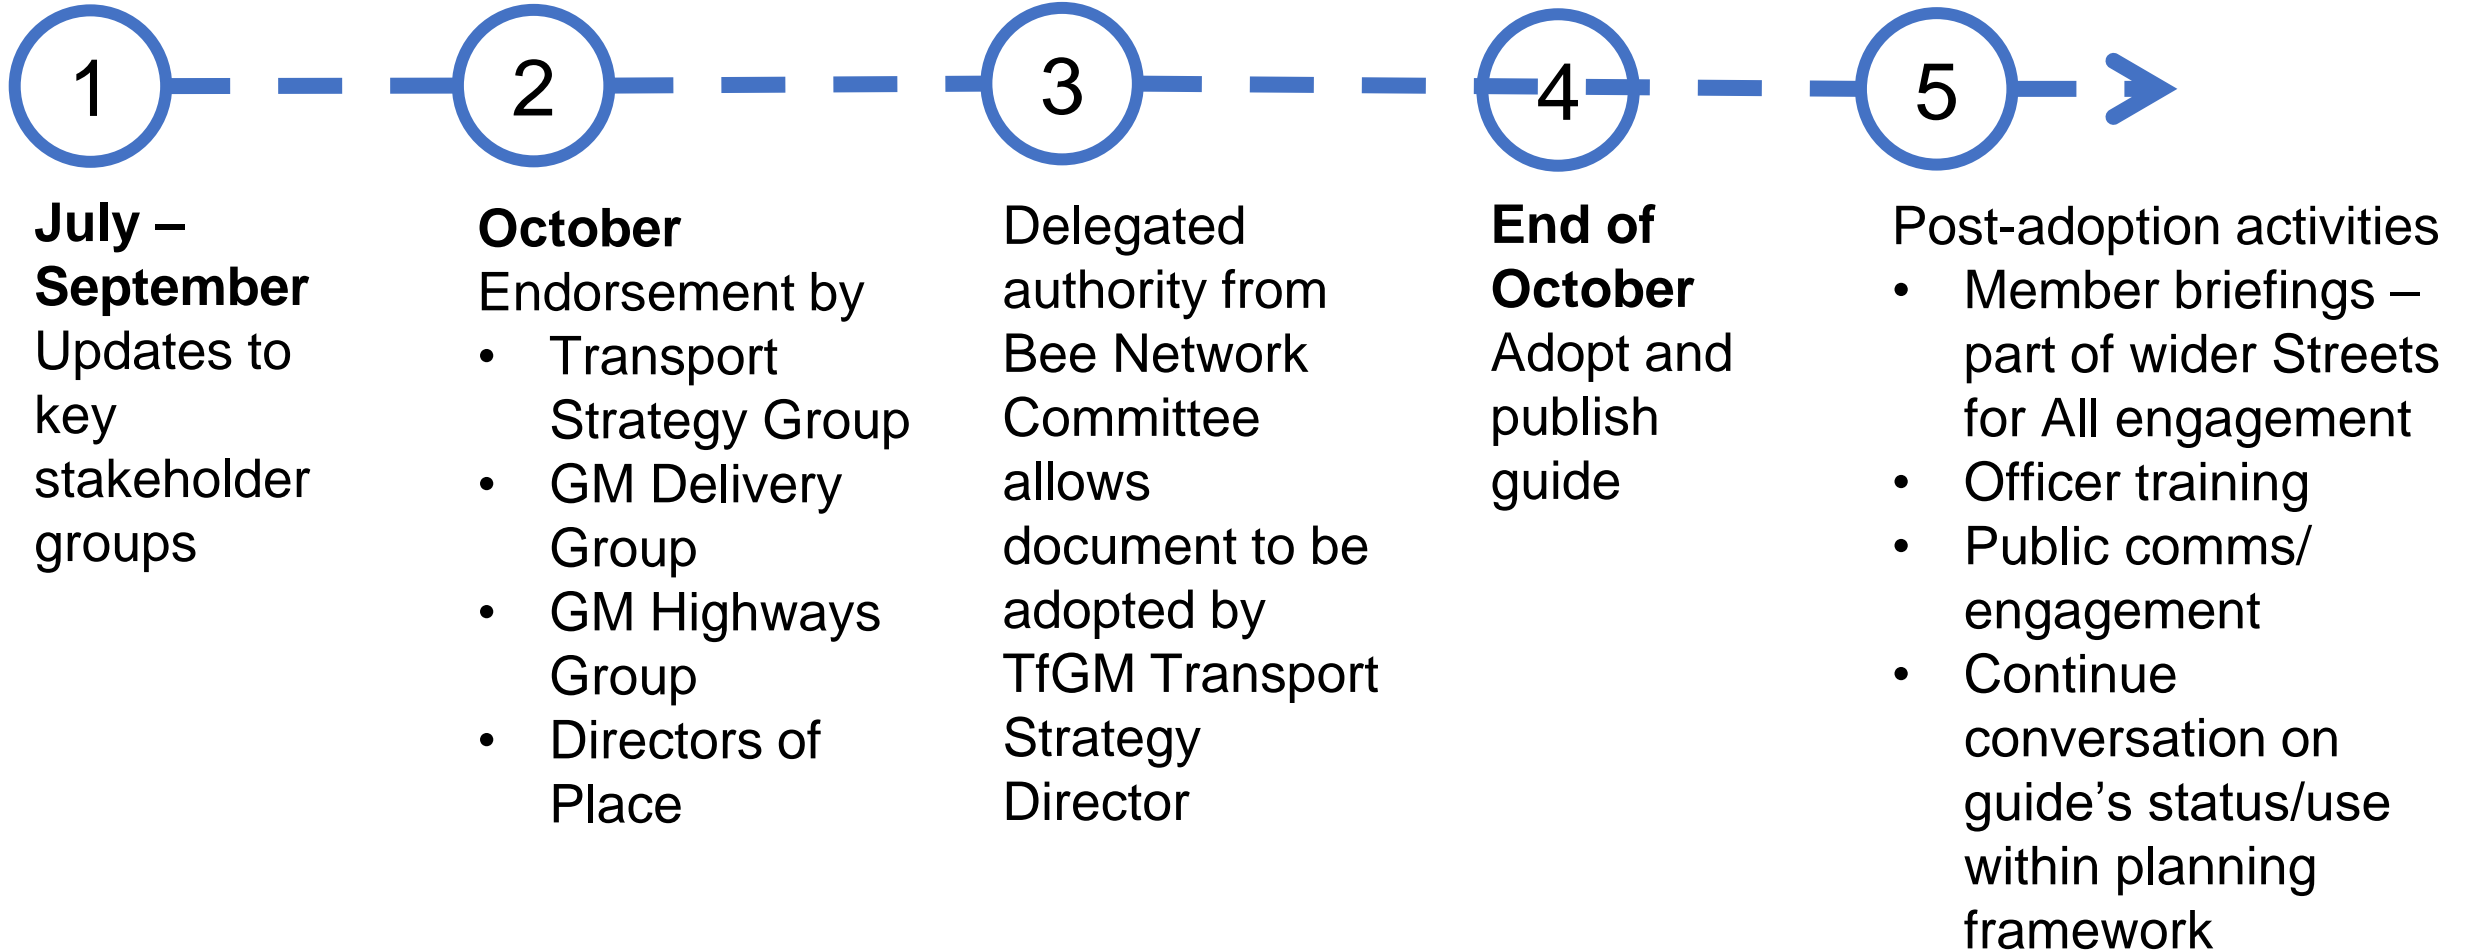 1
July –
September
Updates to
key
stakeholder
groups
2
October
Endorsement by
• Transport
Strategy Group
• GM Delivery
Group
• GM Highways
Group
• Directors of
Place
3
Delegated
authority from
Bee Network
Committee
allows
document to be
adopted by
TfGM Transport
Strategy
Director
4
End of
October
Adopt and
publish
guide
5
Post-adoption activities
• Member briefings –
part of wider Streets
for All engagement
• Officer training
• Public comms/
engagement
• Continue
conversation on
guide’s status/use
within planning
framework